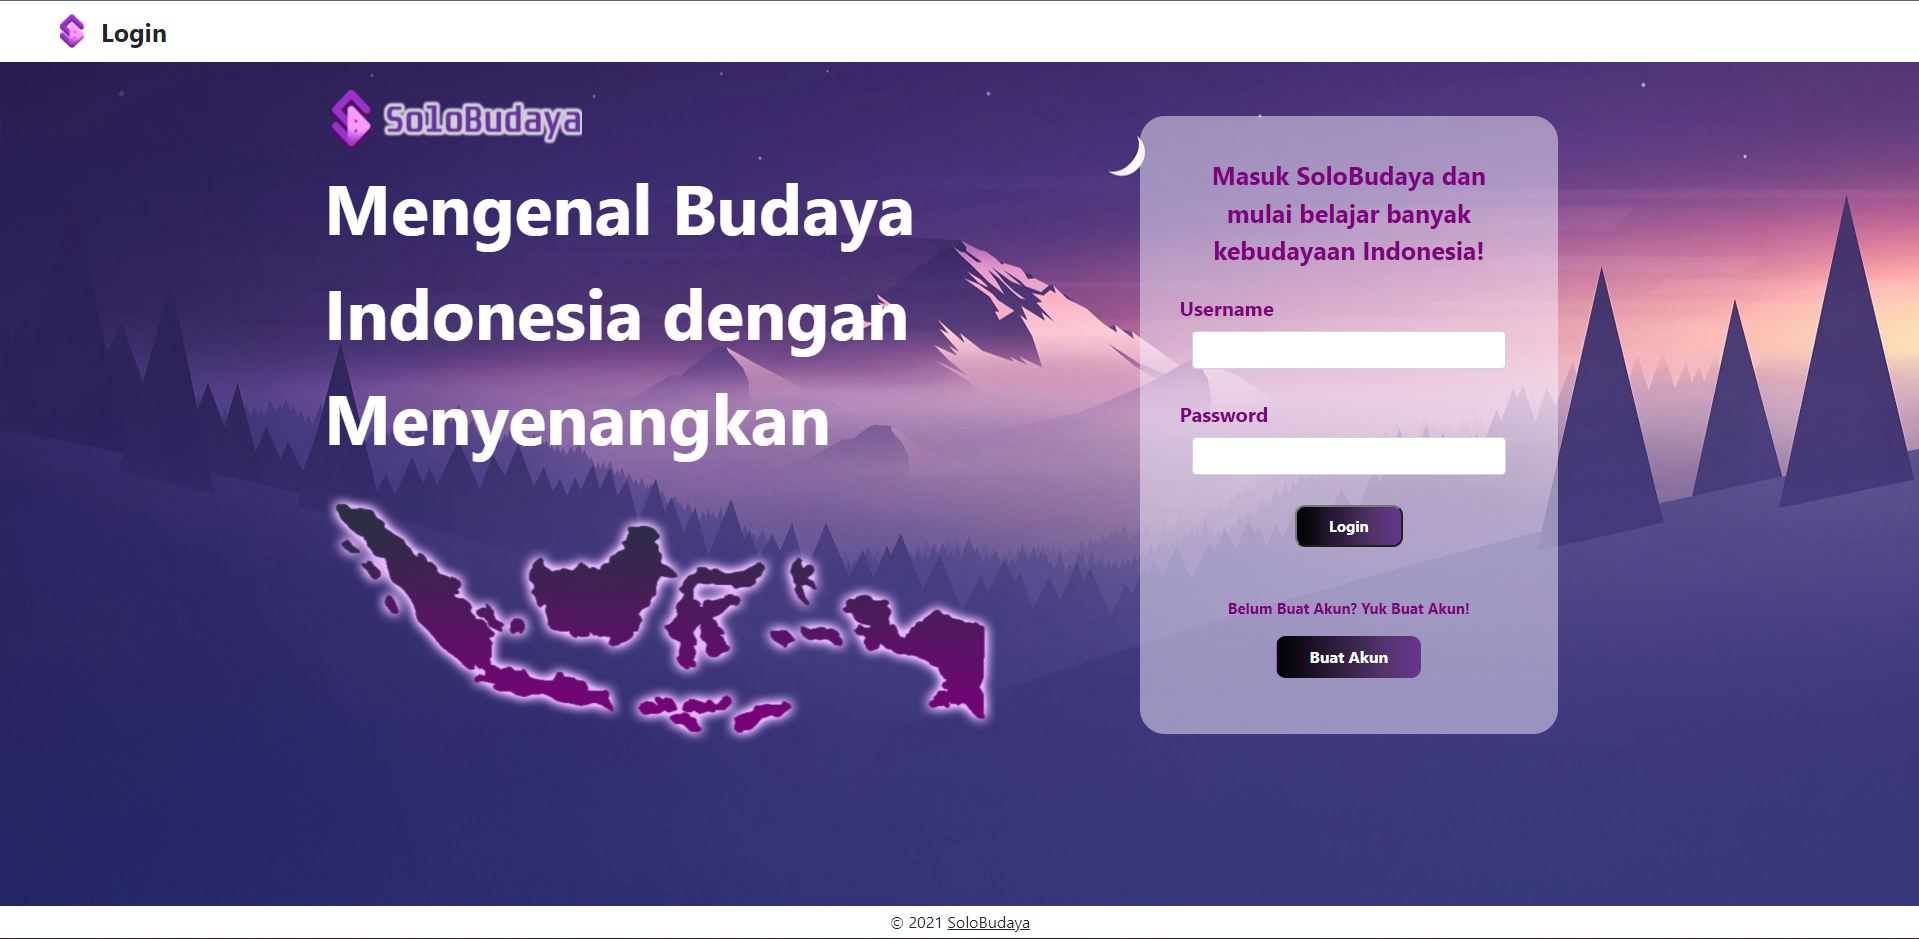 Login
SoloBudaya
Mengenal Budaya
Indonesia dengan
Menyenangkan
Masuk SoloBudaya dan
mulai belajar banyak
kebudayaan Indonesia!
Username
Password
Login
Belum Buat Akun? Yuk Buat Akun!
Buat Akun
© 2021 SoloBudaya